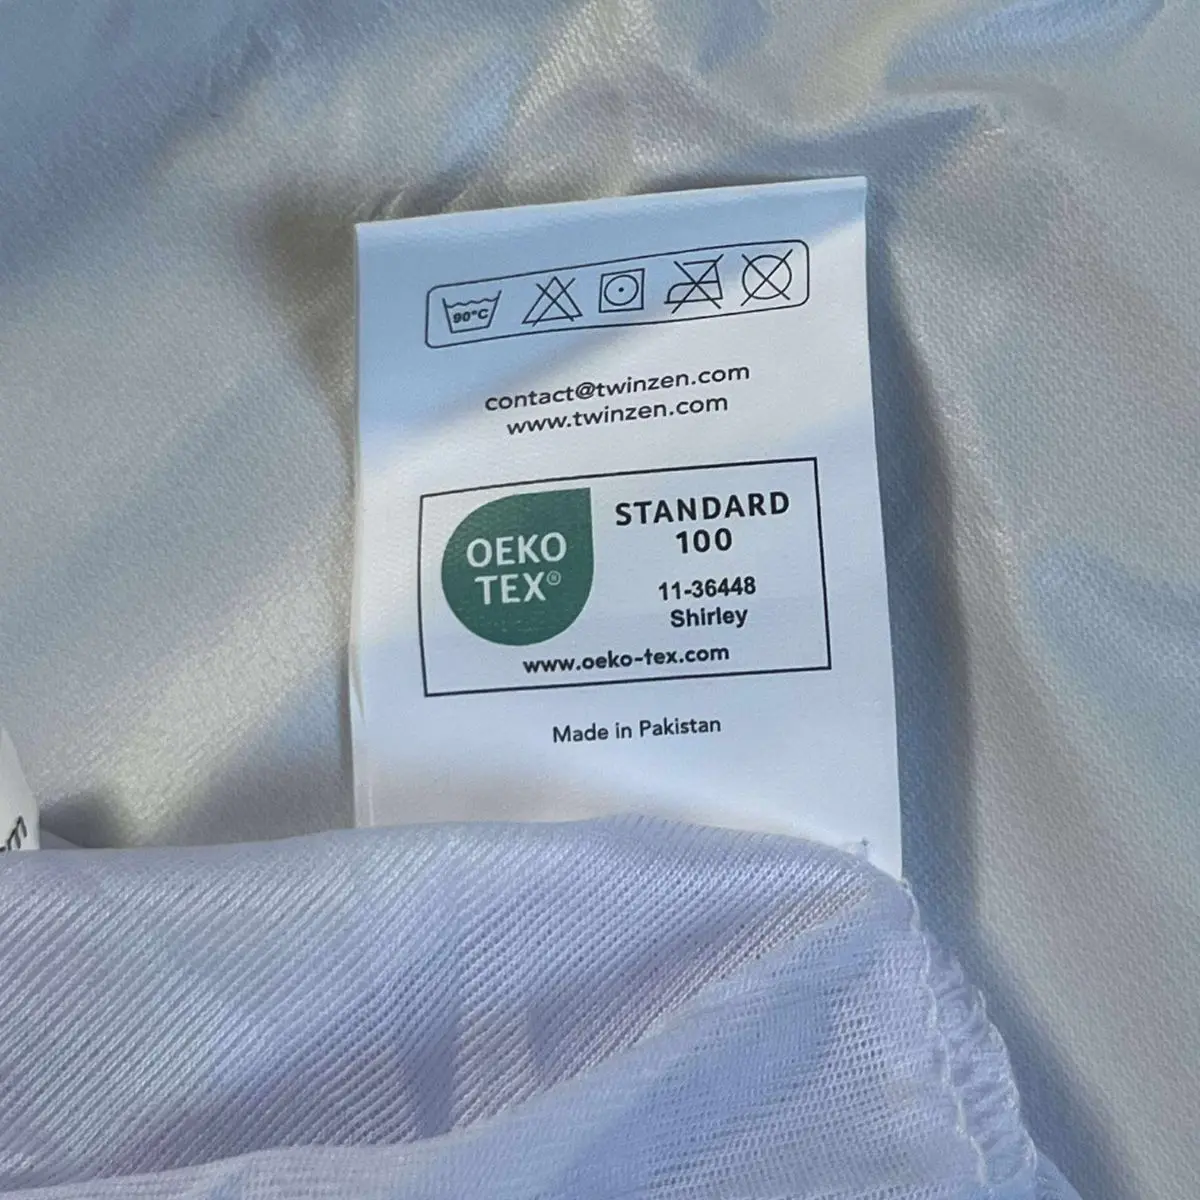 90°C
contact@twinzen.com
www.twinzen.com
OEKO
TEX®
STANDARD
100
11-36448
Shirley
www.oeko-tex.com
Made in Pakistan